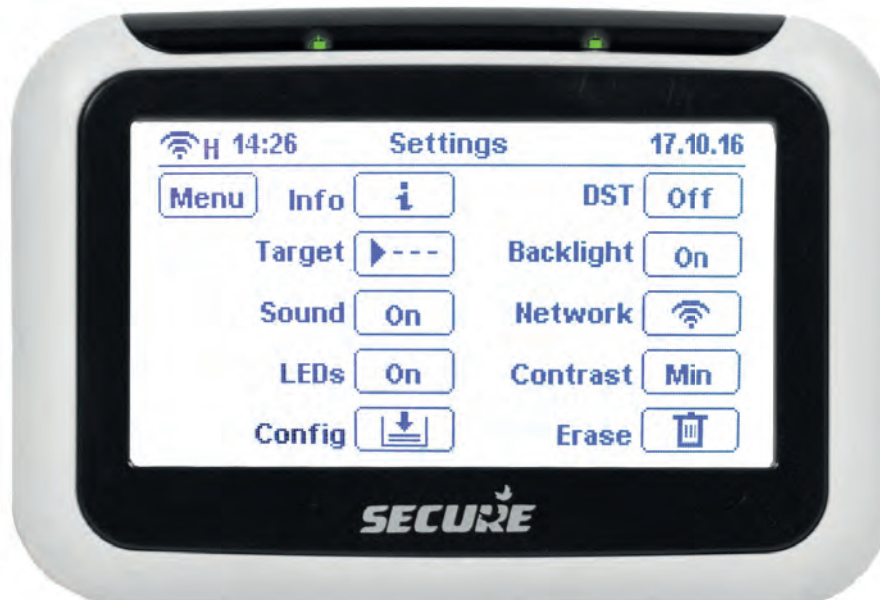 H 14:26 Settings 17.10.16
Menu Info i DST Off
Target --- Backlight On
Sound On Network
LEDs On Contrast Min
Config Erase
SECURE